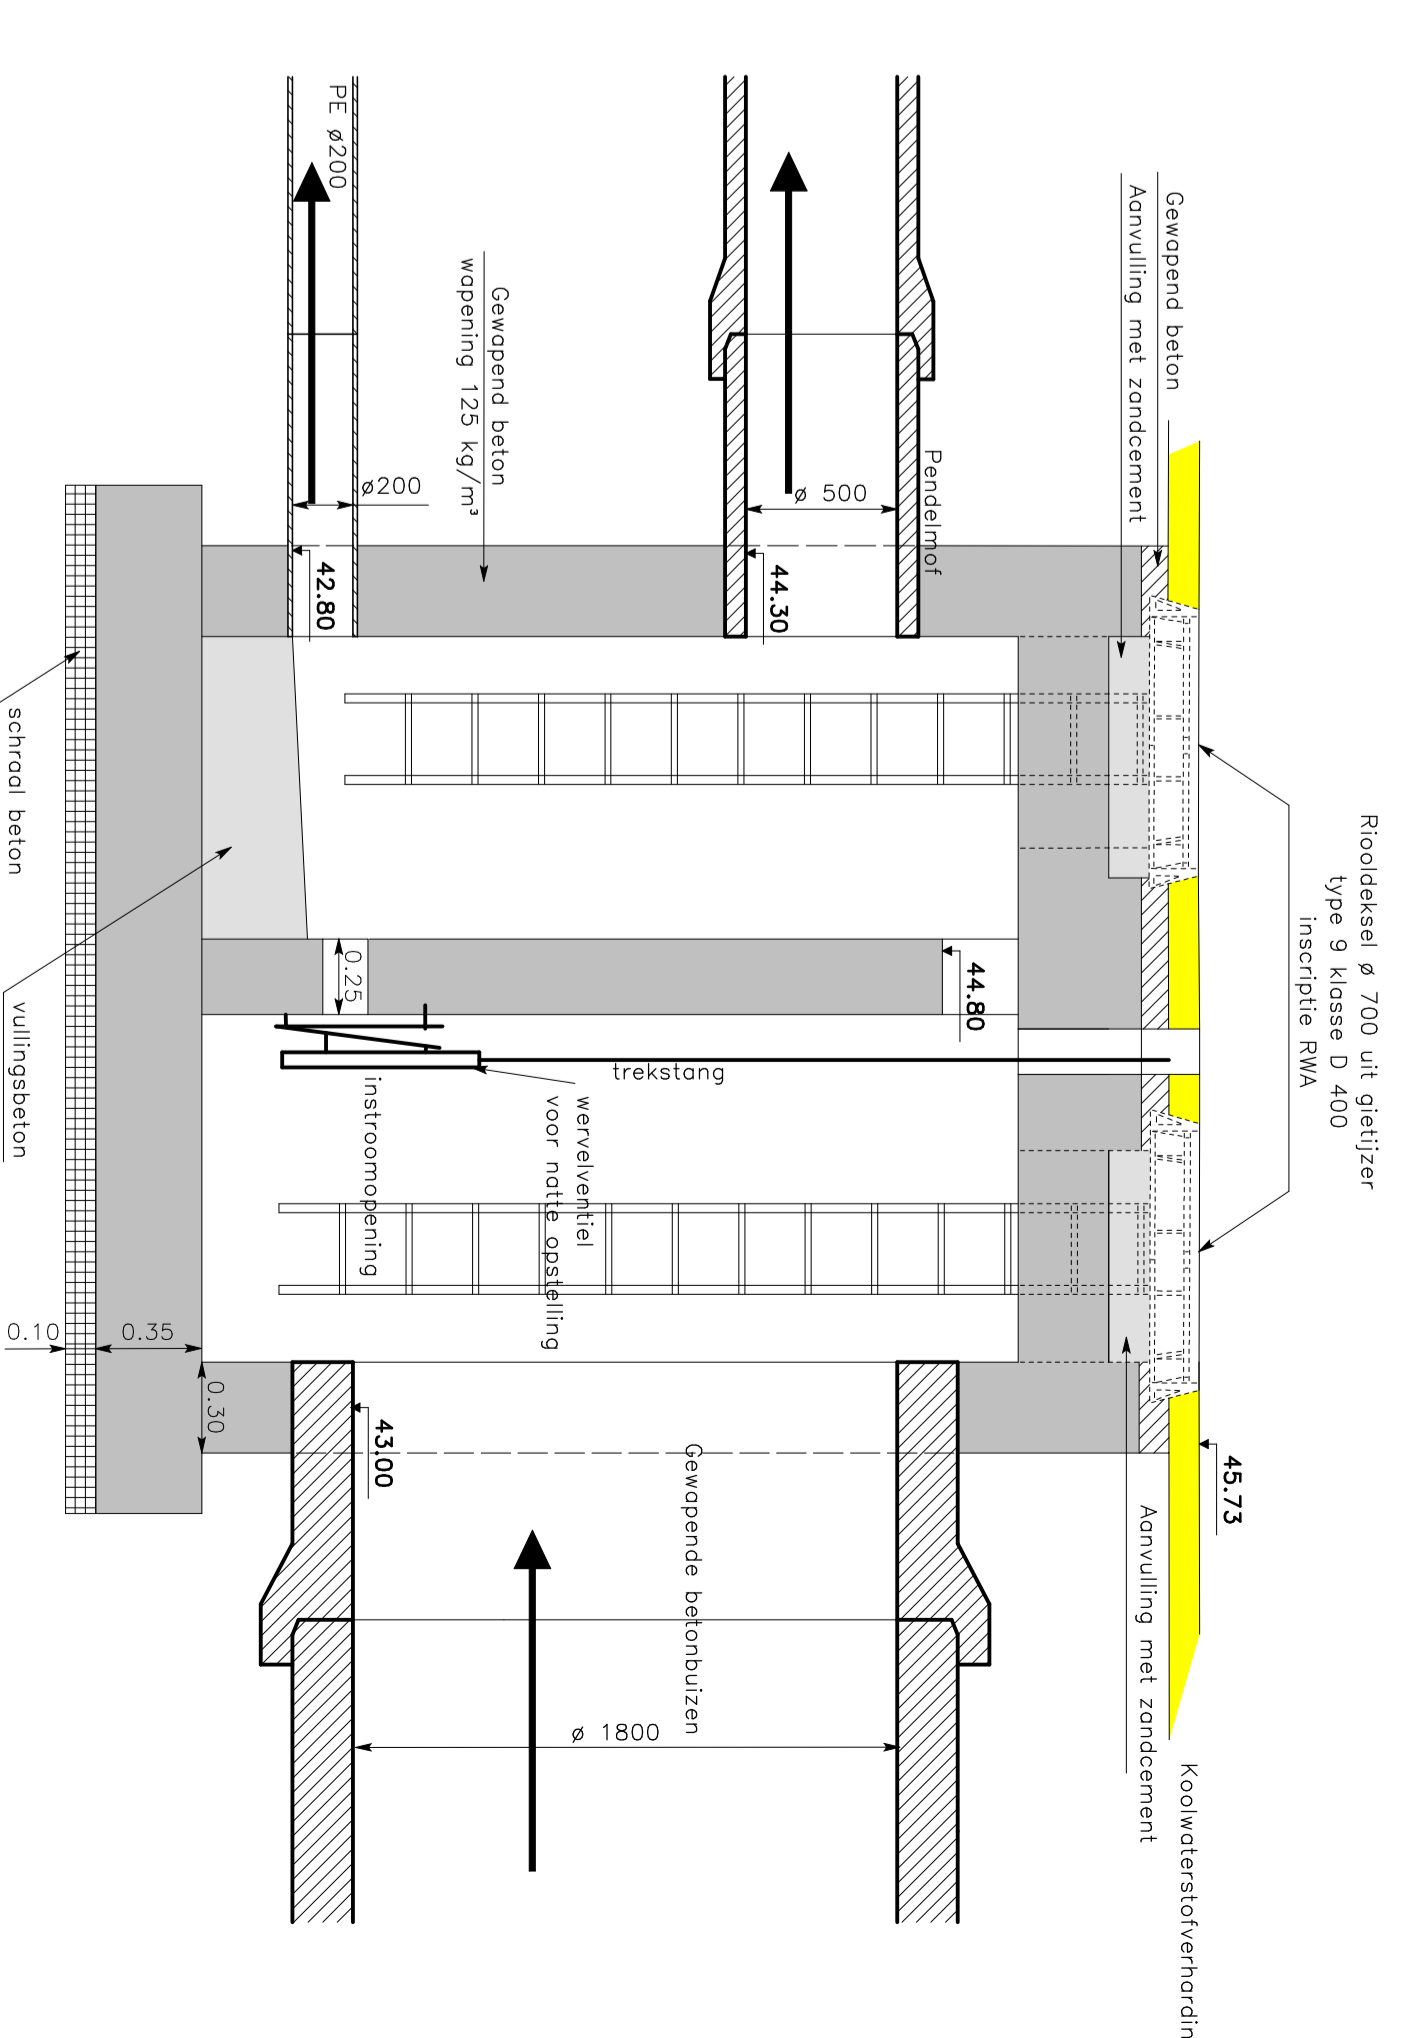 Riooldeksel ø 700 uit gietijzer
type 9 klasse D 400
inscriptie RWA
Gewapend beton
Aanvulling met zandcement
45.73
Koolwaterstofverhardin
Aanvulling met zandcement
Pendelmof
ø 500
44.30
44.80
trekstang
Gewapende betonbuizen
ø 1800
Gewapend beton
wapening 125 kg/m³
wervelventiel
voor natte opstelling
instroomopening
PE ø200
ø200
42.80
0.25
43.00
0.30
0.35
0.10
schraal beton
vullingsbeton